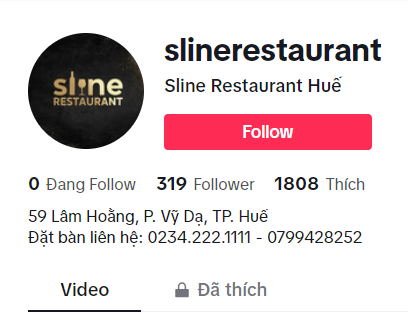 slinerestaurant
sline
RESTAURANT
Sline Restaurant Huế
Follow
0 Đang Follow 319 Follower 1808 Thích
59 Lâm Hoằng, P. Vỹ Dạ, TP. Huế
Đặt bàn liên hệ: 0234.222.1111 - 0799428252
Video Đã thích